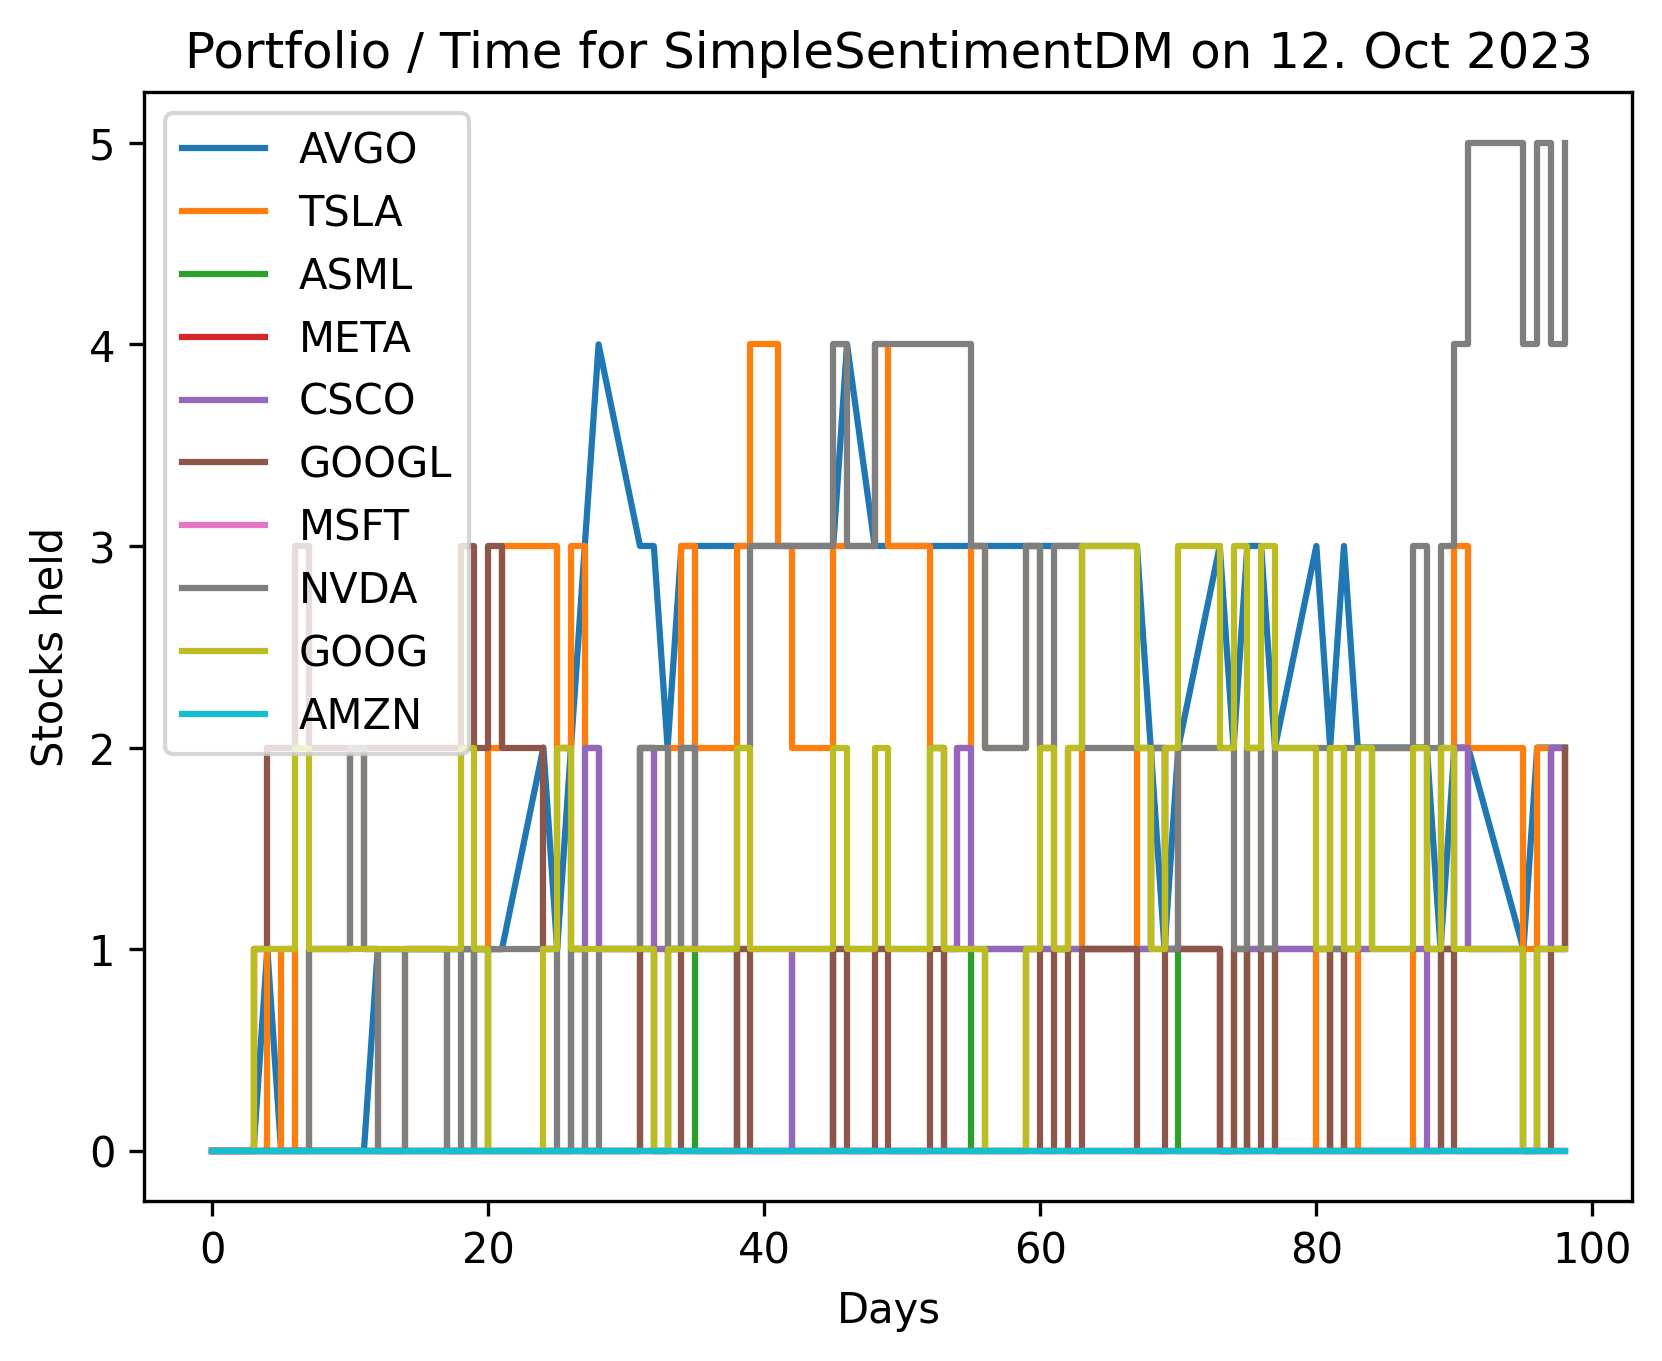 Portfolio / Time for SimpleSentimentDM on 12. Oct 2023
5
4
3
2
1
0
Stocks held
AVGO
TSLA
ASML
META
CSCO
GOOGL
MSFT
NVDA
GOOG
AMZN
0 20 40 60 80 100
Days